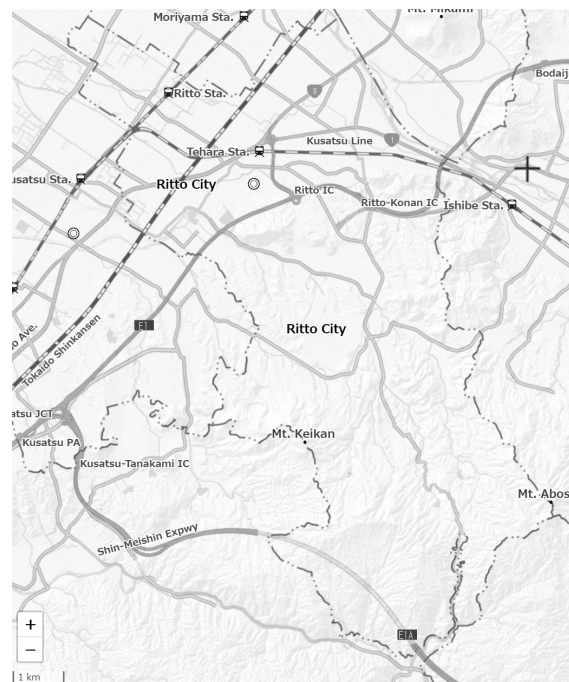 Mt. Mikami
Moriyama Sta.
Bodaij
Ritto Sta.
8
Kusatsu Line
1
Tehara Sta.
usatsu Sta.
Ritto City
Ritto IC
Ritto-Konan IC
Ishibe Sta.
E1
Ritto City
o Ave.
Tokaido Shinkansen
atsu JCT
Kusatsu PA
Mt. Keikan
Kusatsu-Tanakami IC
Mt. Abos
Shin-Meishin Expwy
E1A
+
−
1 km